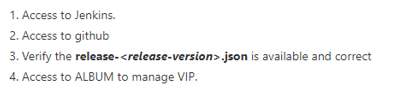 1. Access to Jenkins.
2. Access to github
3. Verify the release-<release-version>.json is available and correct
4. Access to ALBUM to manage VIP.